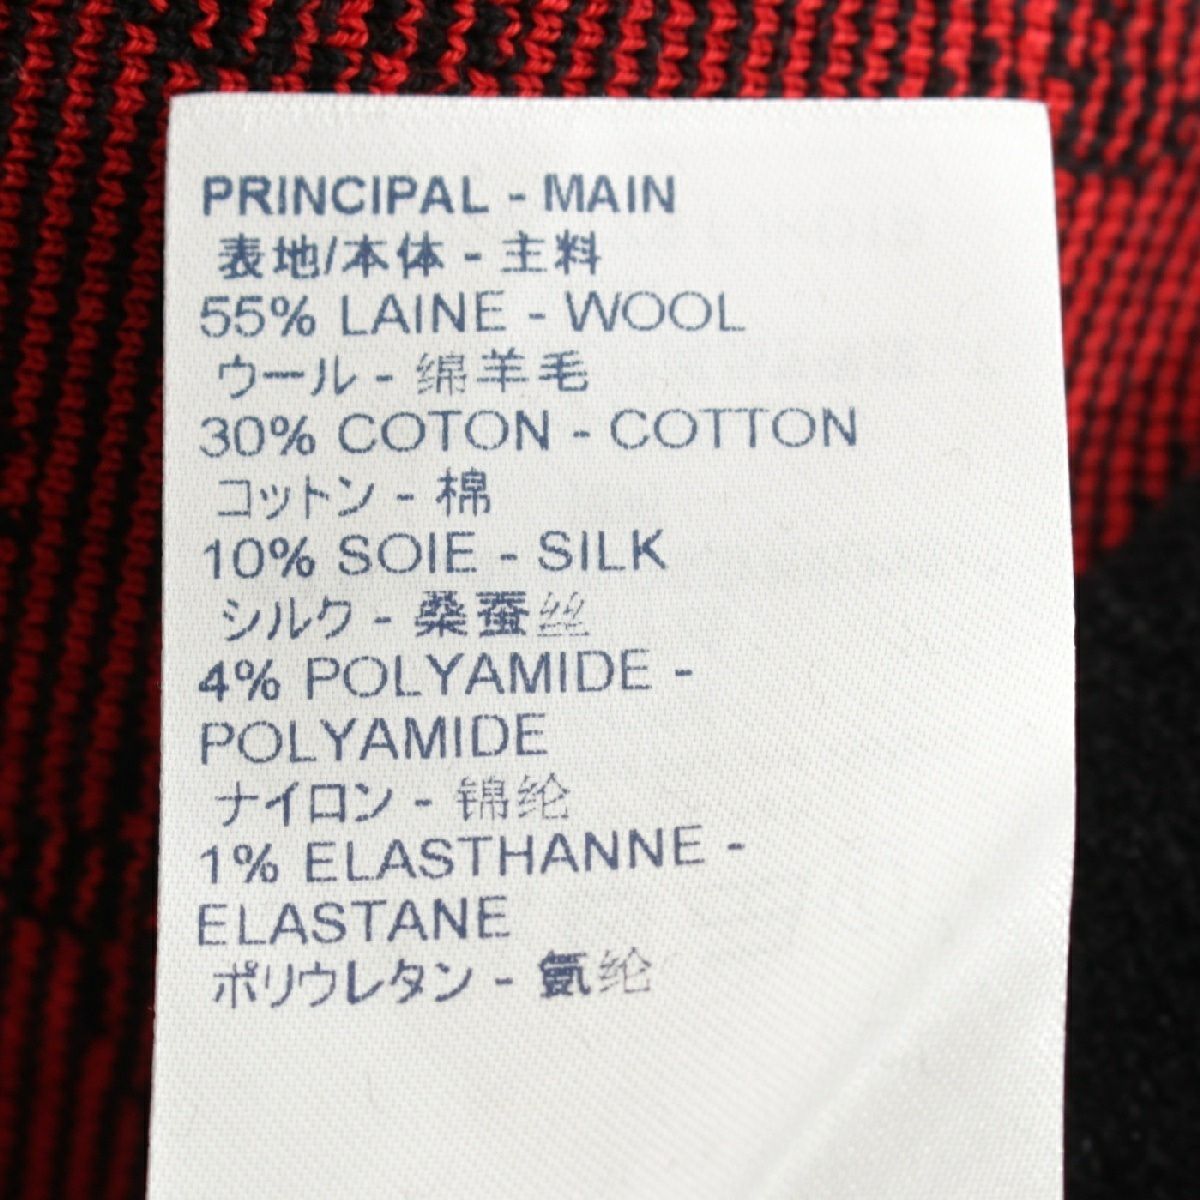 PRINCIPAL - MAIN
表地/本体 - 主料
55% LAINE - WOOL
ウール - 绵羊毛
30% COTON - COTTON
コットン - 棉
10% SOIE - SILK
シルク - 桑蚕丝
4% POLYAMIDE -
POLYAMIDE
ナイロン - 锦纶
1% ELASTHANNE -
ELASTANE
ポリウレタン - 氨纶